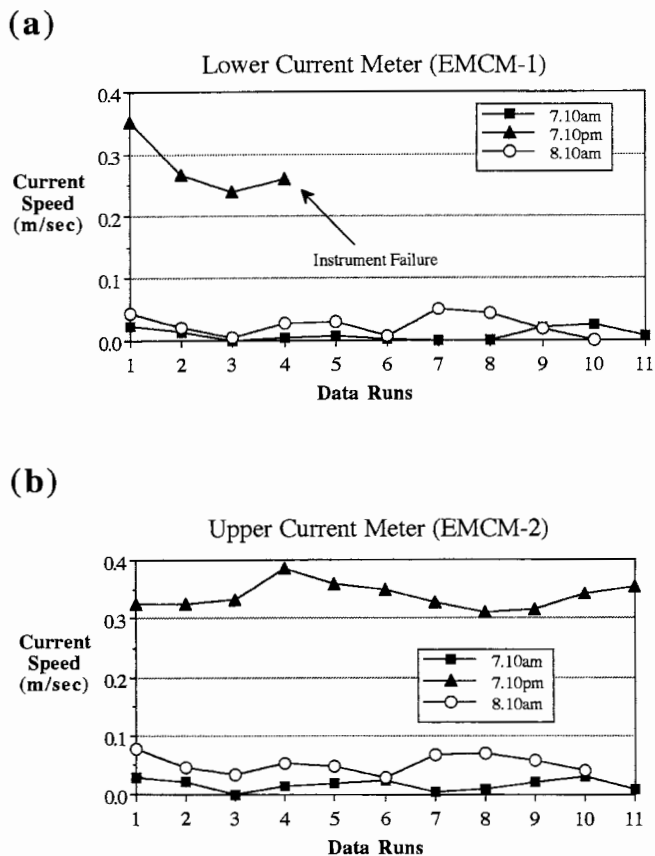 (a)
Lower Current Meter (EMCM-1)
0.4
0.3
0.2
0.1
0.0
Current
Speed
(m/sec)
7.10am
7.10pm
8.10am
Instrument Failure
1 2 3 4 5 6 7 8 9 10 11
Data Runs
(b)
Upper Current Meter (EMCM-2)
0.4
0.3
0.2
0.1
0.0
Current
Speed
(m/sec)
7.10am
7.10pm
8.10am
1 2 3 4 5 6 7 8 9 10 11
Data Runs